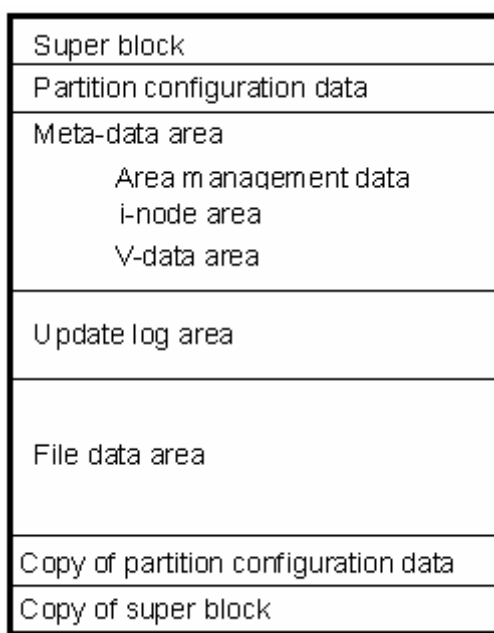 Super block
Partition configuration data
Meta-data area
Area management data
i-node area
V-data area
Update log area
File data area
Copy of partition configuration data
Copy of super block